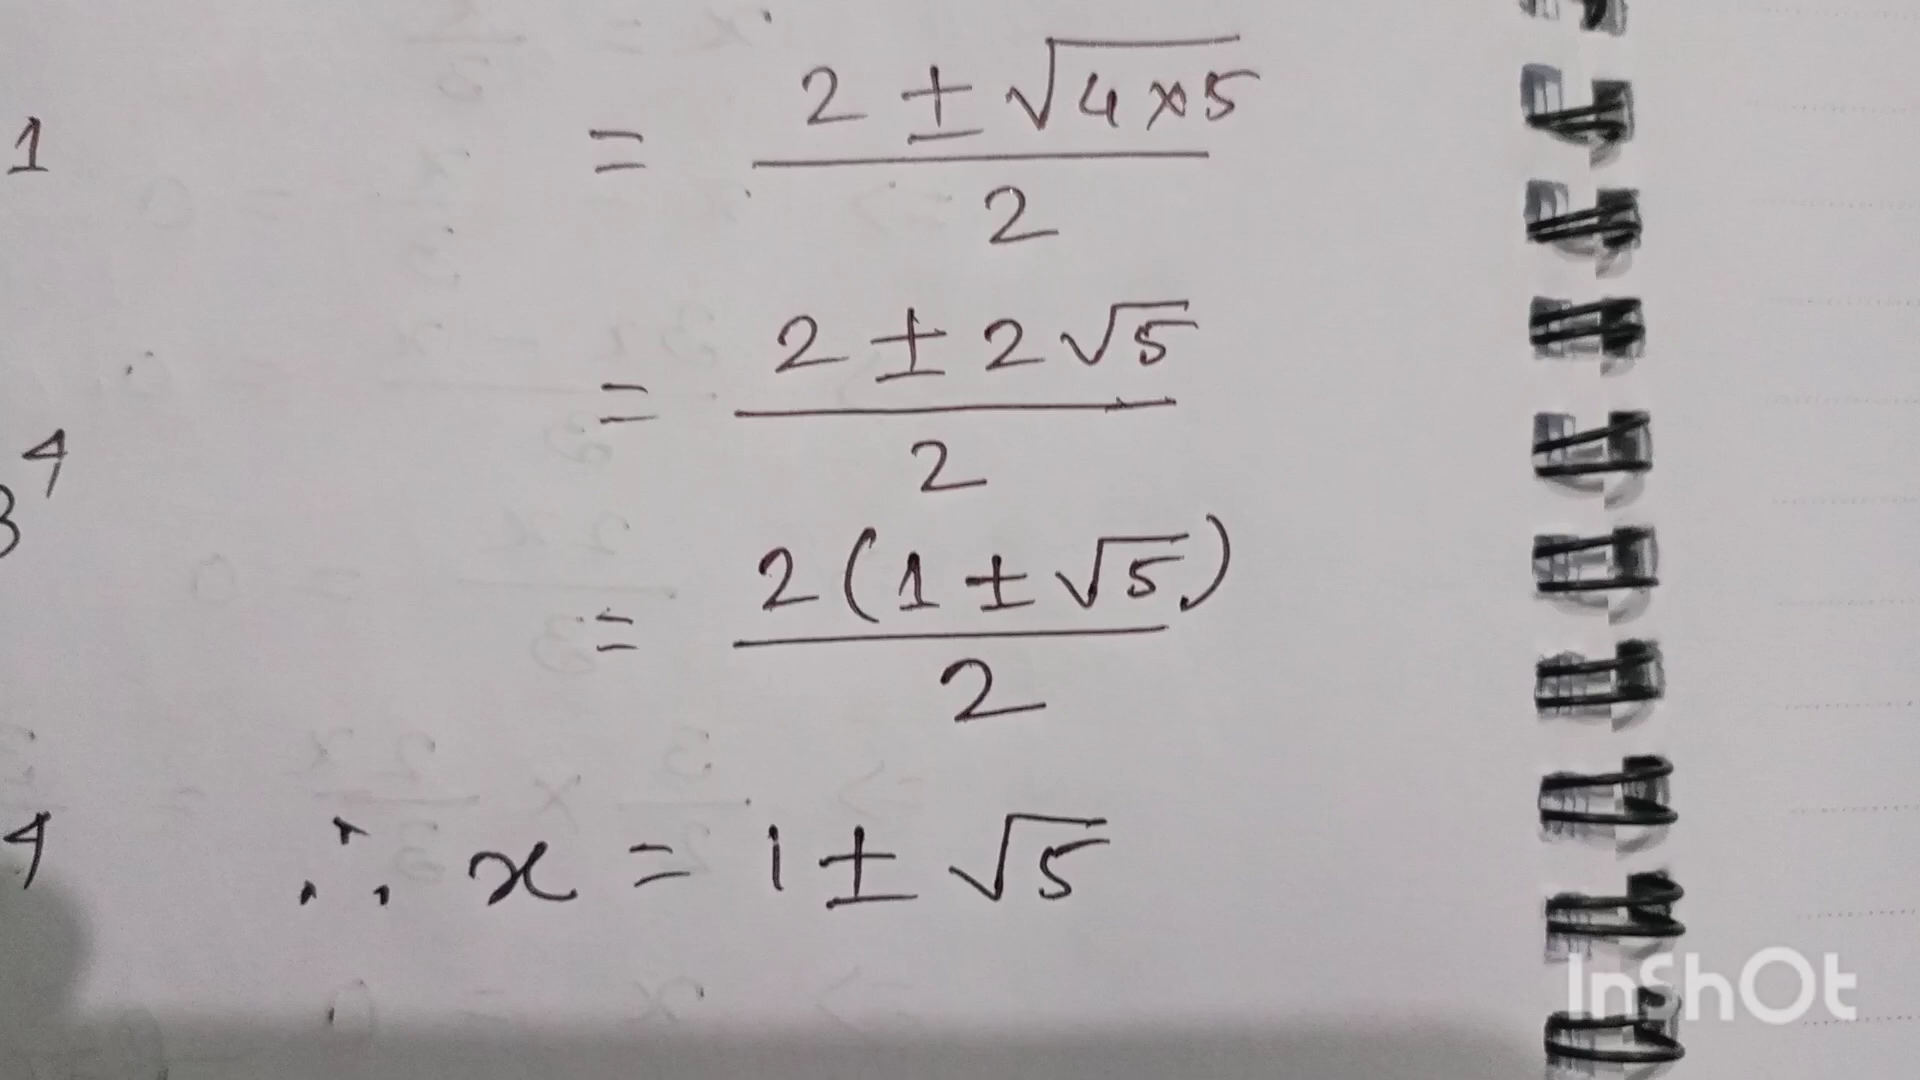 1
= (2 ± √(4×5)) / 2
= (2 ± 2√5) / 2
4
3
= 2(1 ± √5) / 2
4
∴ x = 1 ± √5
InShOt